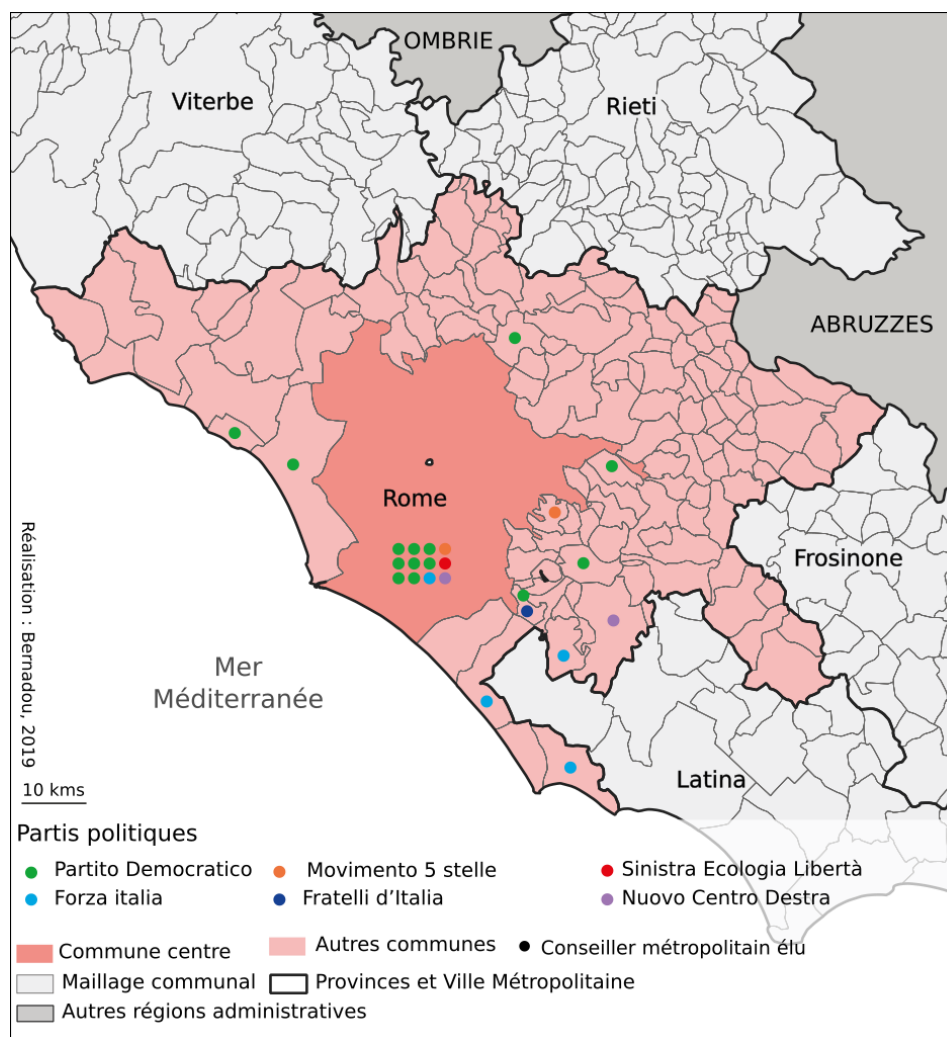 OMBRIE
Viterbe
Rieti
ABRUZZES
Rome
Frosinone
Mer
Méditerranée
Latina
Réalisation : Bernadou, 2019
10 kms
Partis politiques
Partito Democratico
Movimento 5 stelle
Sinistra Ecologia Libertà
Forza italia
Fratelli d'Italia
Nuovo Centro Destra
Commune centre
Autres communes
Conseiller métropolitain élu
Maillage communal
Provinces et Ville Métropolitaine
Autres régions administratives